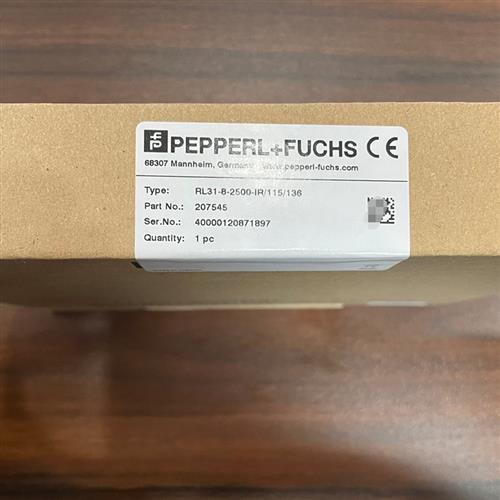 PEPPERL+FUCHS CE
68307 Mannheim, Germany www.pepperl-fuchs.com
Type: RL31-8-2500-IR/115/136
Part No.: 207545
Ser.No.: 40000120871897
Quantity: 1 pc